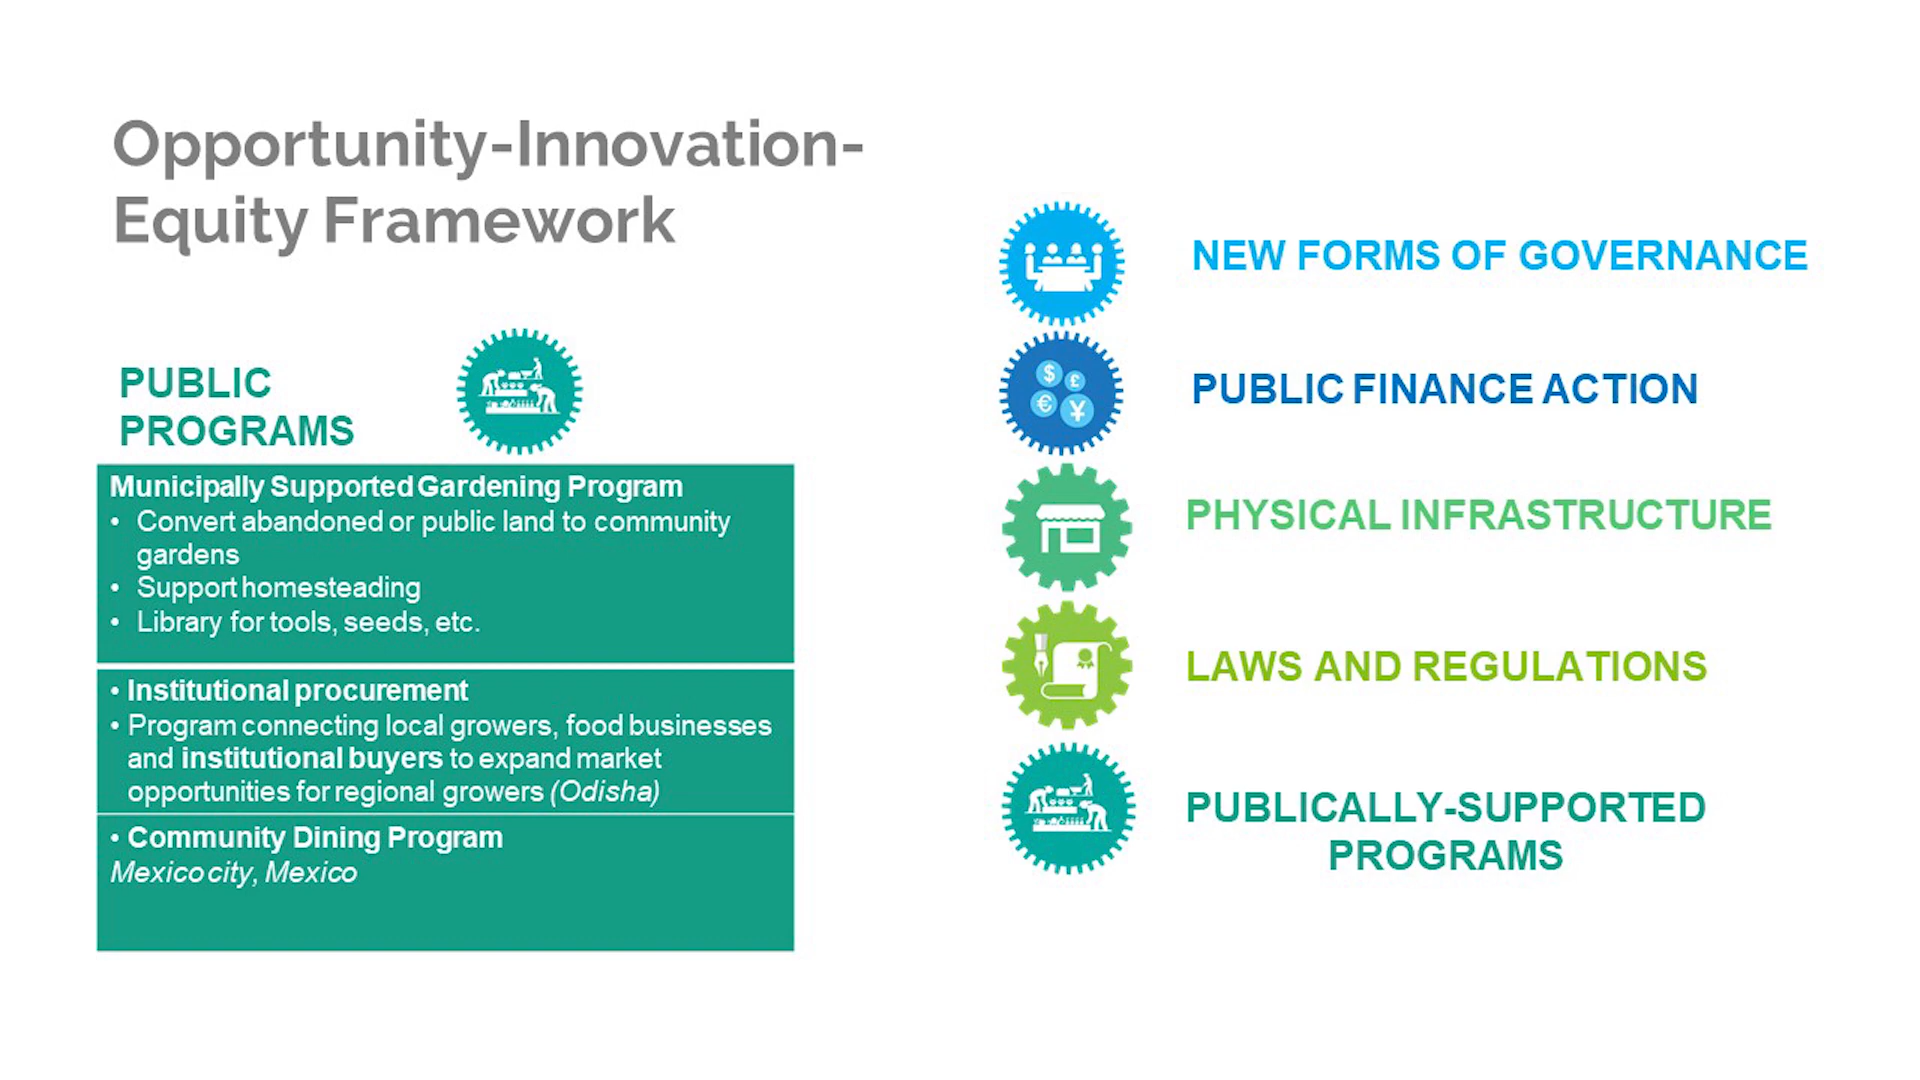 Opportunity-Innovation-
Equity Framework
PUBLIC
PROGRAMS
Municipally Supported Gardening Program
• Convert abandoned or public land to community
gardens
• Support homesteading
• Library for tools, seeds, etc.
• Institutional procurement
• Program connecting local growers, food businesses
and institutional buyers to expand market
opportunities for regional growers (Odisha)
• Community Dining Program
Mexico city, Mexico
NEW FORMS OF GOVERNANCE
$ £
€ ¥
PUBLIC FINANCE ACTION
PHYSICAL INFRASTRUCTURE
LAWS AND REGULATIONS
PUBLICALLY-SUPPORTED
PROGRAMS